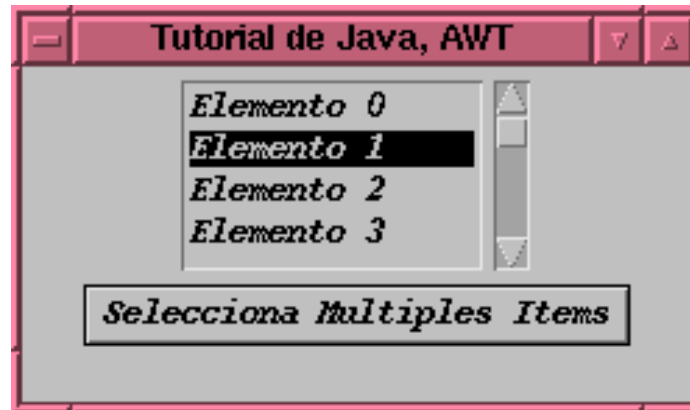 Tutorial de Java, AWT
Elemento 0
Elemento 1
Elemento 2
Elemento 3
Selecciona Multiples Items